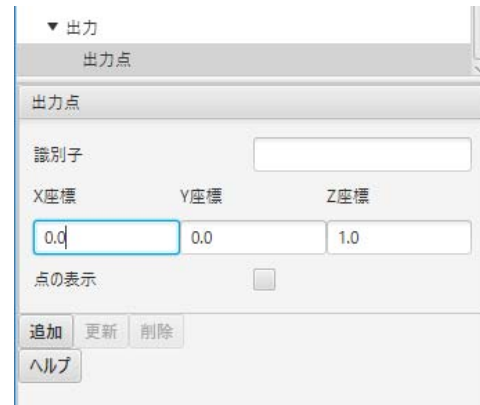 ▼ 出力
出力点
出力点
識別子
X座標 Y座標 Z座標
0.0 0.0 1.0
点の表示
追加 更新 削除
ヘルプ